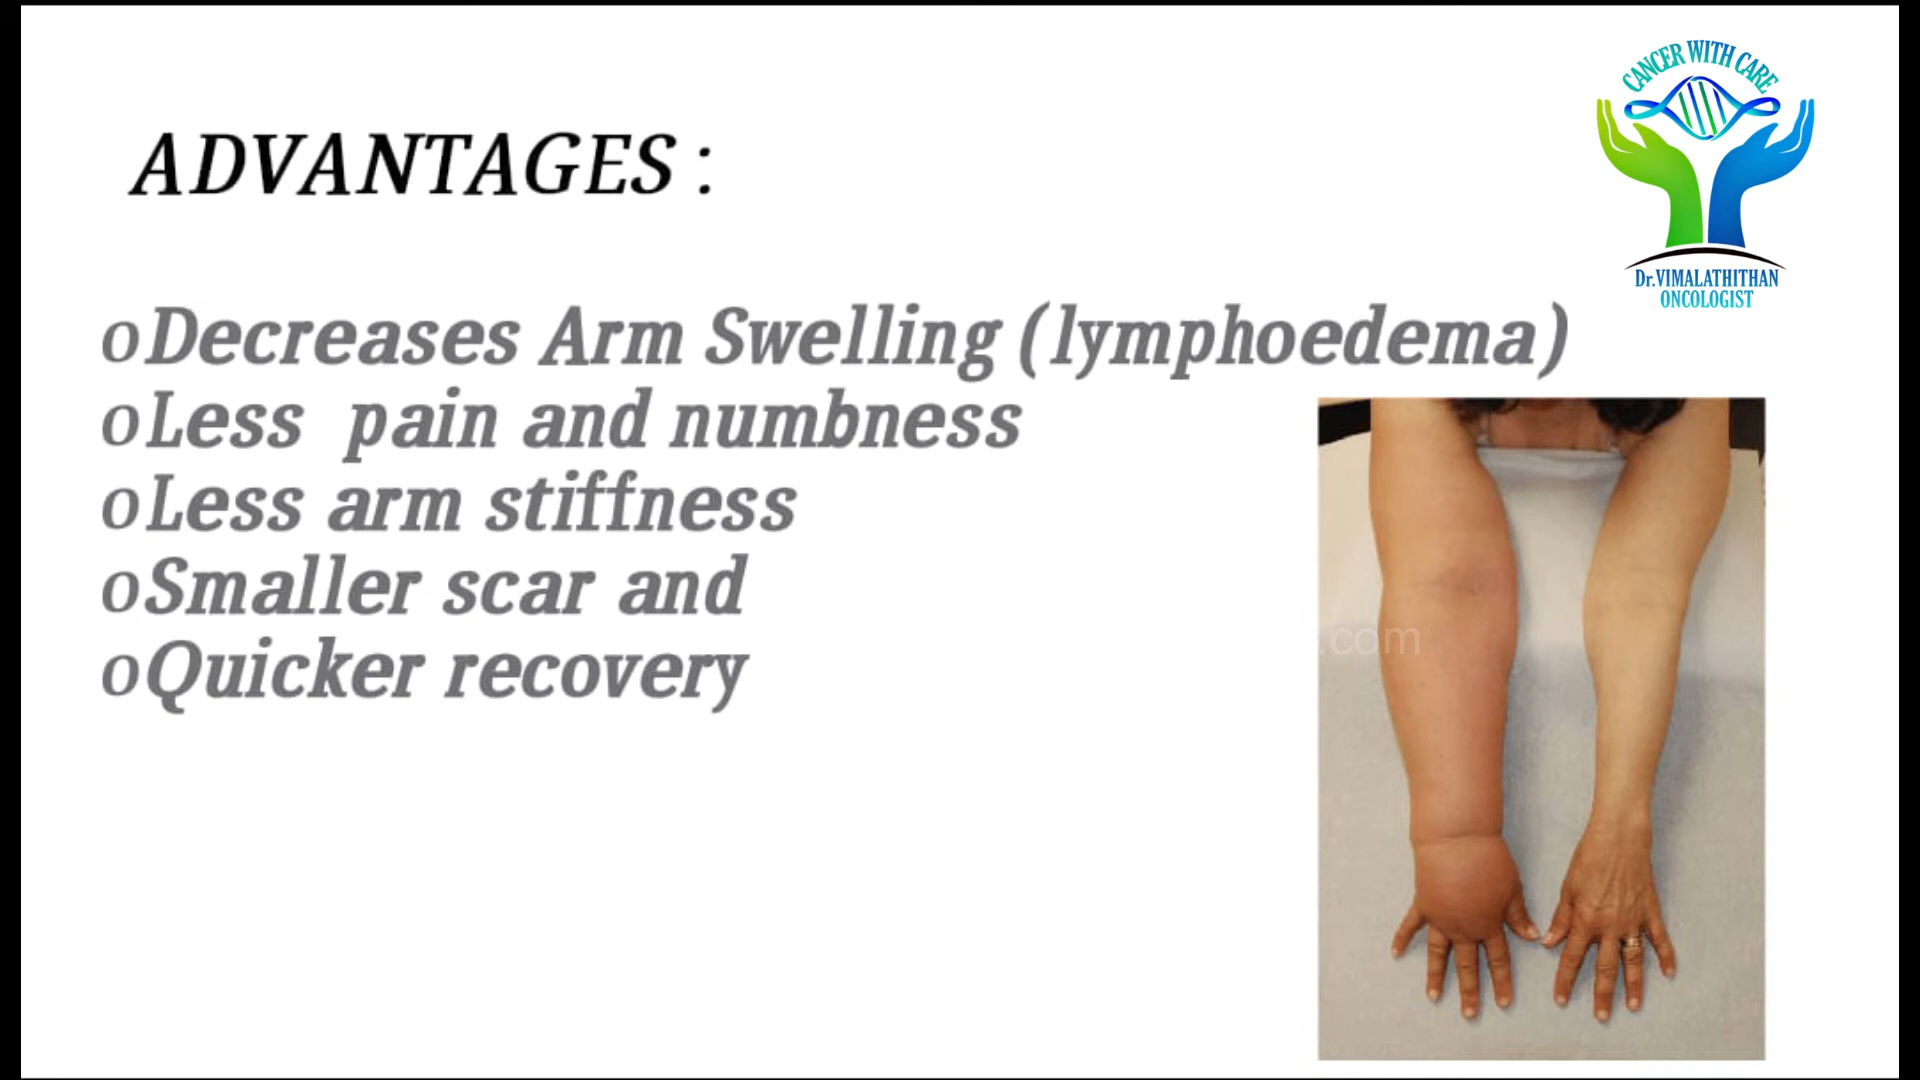 CANCER WITH CARE
Dr.VIMALATHITHAN
ONCOLOGIST
ADVANTAGES :
oDecreases Arm Swelling (lymphoedema)
oLess pain and numbness
oLess arm stiffness
oSmaller scar and
oQuicker recovery
.com